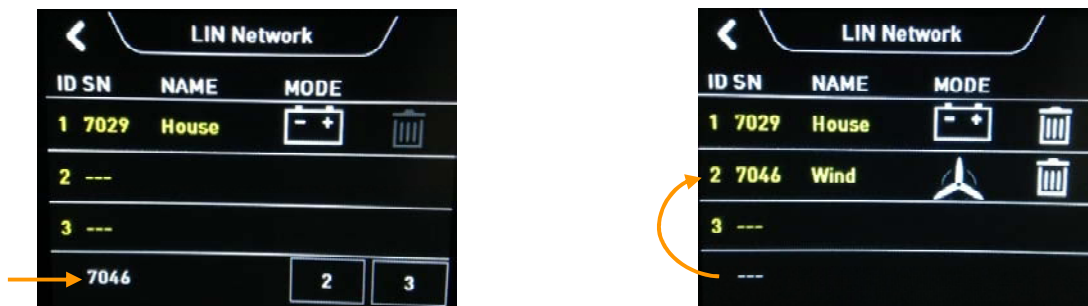 LIN Network
ID SN NAME MODE
1 7029 House - +
2 ---
3 ---
7046 2 3
LIN Network
ID SN NAME MODE
1 7029 House - +
2 7046 Wind
3 ---
---